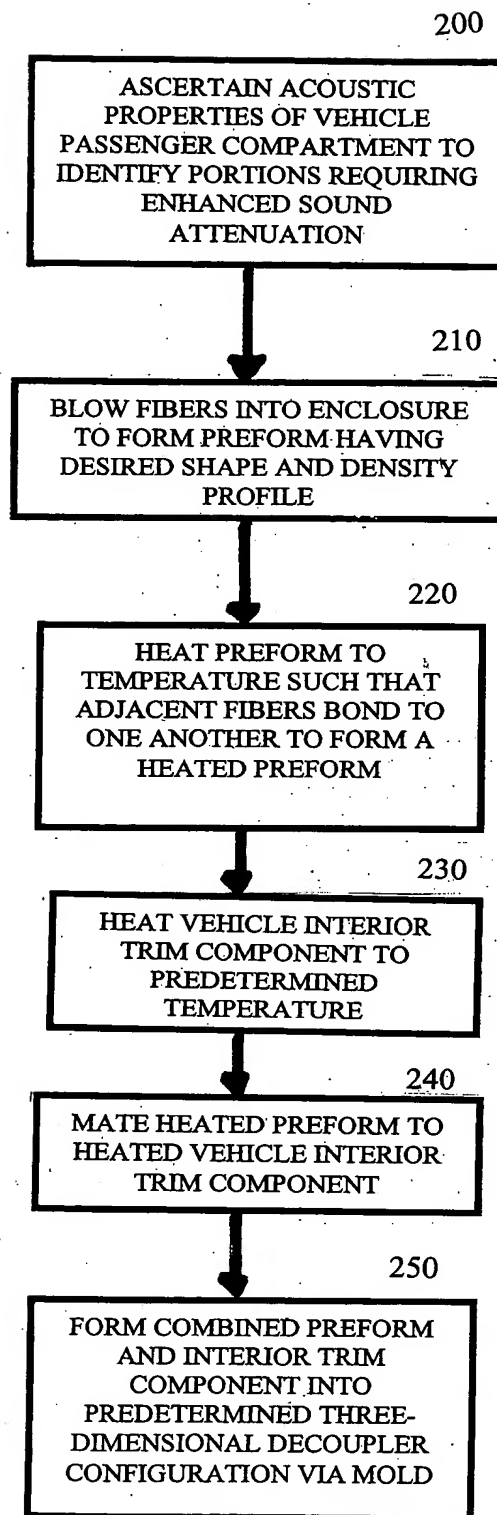 200
ASCERTAIN ACOUSTIC
PROPERTIES OF VEHICLE
PASSENGER COMPARTMENT TO
IDENTIFY PORTIONS REQUIRING
ENHANCED SOUND
ATTENUATION
210
BLOW FIBERS INTO ENCLOSURE
TO FORM PREFORM HAVING
DESIRED SHAPE AND DENSITY
PROFILE
220
HEAT PREFORM TO
TEMPERATURE SUCH THAT
ADJACENT FIBERS BOND TO
ONE ANOTHER TO FORM A
HEATED PREFORM
230
HEAT VEHICLE INTERIOR
TRIM COMPONENT TO
PREDETERMINED
TEMPERATURE
240
MATE HEATED PREFORM TO
HEATED VEHICLE INTERIOR
TRIM COMPONENT
250
FORM COMBINED PREFORM
AND INTERIOR TRIM
COMPONENT INTO
PREDETERMINED THREE-
DIMENSIONAL DECOUPLER
CONFIGURATION VIA MOLD